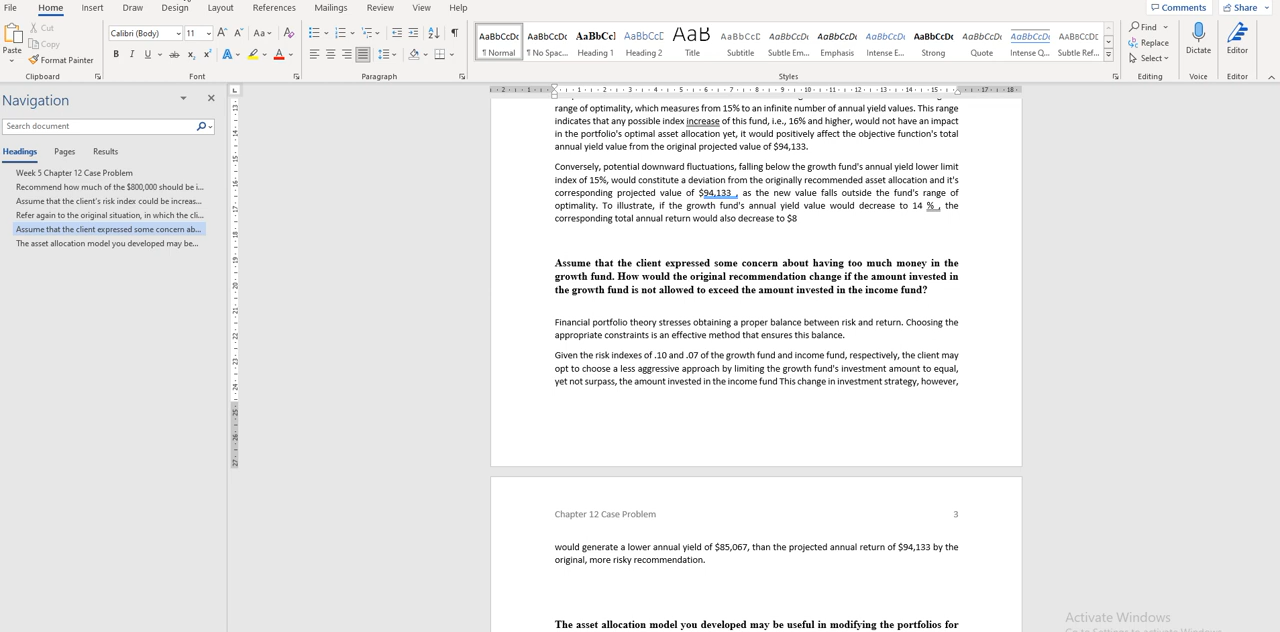 File Home Insert Draw Design Layout References Mailings Review View Help Comments Share
Cut
Copy
Format Painter
Paste
Clipboard
Calibri (Body) 11
Font
Paragraph
AaBbCcDc AaBbCcDc AaBbCc AaBbCcD AaB AaBbCcD AaBbCcDc AaBbCcDc AaBbCcDc AaBbCcDc AaBbCcDc AaBbCcDc AABBCCDD
¶ Normal ¶ No Spac... Heading 1 Heading 2 Title Subtitle Subtle Em... Emphasis Intense E... Strong Quote Intense Q... Subtle Ref...
Styles
Find
Replace
Select
Editing
Dictate
Voice
Editor
Editor
Navigation
Search document
Headings Pages Results
Week 5 Chapter 12 Case Problem
Recommend how much of the $800,000 should be i...
Assume that the client's risk index could be increas...
Refer again to the original situation, in which the cli...
Assume that the client expressed some concern ab...
The asset allocation model you developed may be...
range of optimality, which measures from 15% to an infinite number of annual yield values. This range
indicates that any possible index increase of this fund, i.e., 16% and higher, would not have an impact
in the portfolio's optimal asset allocation yet, it would positively affect the objective function's total
annual yield value from the original projected value of $94,133.
Conversely, potential downward fluctuations, falling below the growth fund's annual yield lower limit
index of 15%, would constitute a deviation from the originally recommended asset allocation and it's
corresponding projected value of $94,133 , as the new value falls outside the fund's range of
optimality. To illustrate, if the growth fund's annual yield value would decrease to 14 % , the
corresponding total annual return would also decrease to $8
Assume that the client expressed some concern about having too much money in the
growth fund. How would the original recommendation change if the amount invested in
the growth fund is not allowed to exceed the amount invested in the income fund?
Financial portfolio theory stresses obtaining a proper balance between risk and return. Choosing the
appropriate constraints is an effective method that ensures this balance.
Given the risk indexes of .10 and .07 of the growth fund and income fund, respectively, the client may
opt to choose a less aggressive approach by limiting the growth fund's investment amount to equal,
yet not surpass, the amount invested in the income fund This change in investment strategy, however,
Chapter 12 Case Problem 3
would generate a lower annual yield of $85,067, than the projected annual return of $94,133 by the
original, more risky recommendation.
The asset allocation model you developed may be useful in modifying the portfolios for
Activate Windows